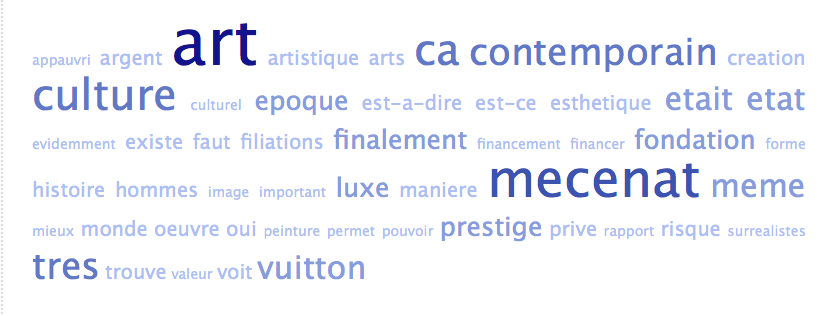 appauvri argent art artistique arts ca contemporain creation
culture culturel epoque est-a-dire est-ce esthetique etait etat
evidemment existe faut filiations finalement financement financer fondation forme
histoire hommes image important luxe maniere mecenat meme
mieux monde oeuvre oui peinture permet pouvoir prestige prive rapport risque surrealistes
tres trouve valeur voit vuitton